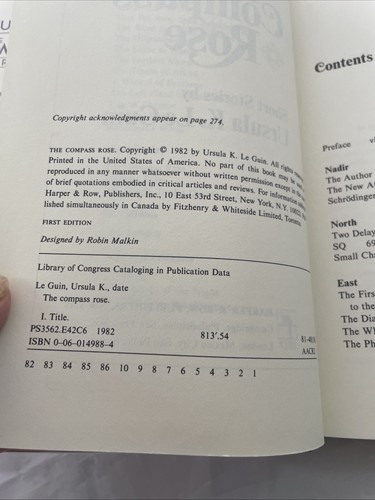 Copyright acknowledgments appear on page 274.
THE COMPASS ROSE. Copyright © 1982 by Ursula K. Le Guin. All rights
Printed in the United States of America. No part of this book may be
reproduced in any manner whatsoever without written permission except in the
of brief quotations embodied in critical articles and reviews. For information
Harper & Row, Publishers, Inc., 10 East 53rd Street, New York, N.Y.
lished simultaneously in Canada by Fitzhenry & Whiteside Limited, Toronto
FIRST EDITION
Designed by Robin Malkin
Library of Congress Cataloging in Publication Data
Le Guin, Ursula K., date
The compass rose.
I. Title.
PS3562.E42C6 1982 813'.54
ISBN 0-06-014988-4 AACR2
82 83 84 85 86 10 9 8 7 6 5 4 3 2 1
Contents
Preface
Nadir
The Author
The New
Schrödinger
North
Two Delay
SQ 69
Small
East
The
to the
The
The
The